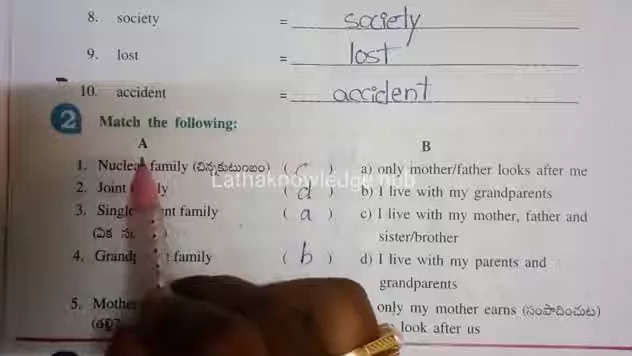 8. society = society
9. lost = lost
10. accident = accident
2 Match the following:
A B
1. Nuclear family (చిన్నకుటుంబం) ( c ) a) only mother/father looks after me
Lathaknowledge hub
2. Joint ly ( d ) b) I live with my grandparents
3. Single nt family ( a ) c) I live with my mother, father and
(ఏక sister/brother
4. Grand t family ( b ) d) I live with my parents and
grandparents
5. Mothe only my mother earns (సంపాదించుట)
look after us